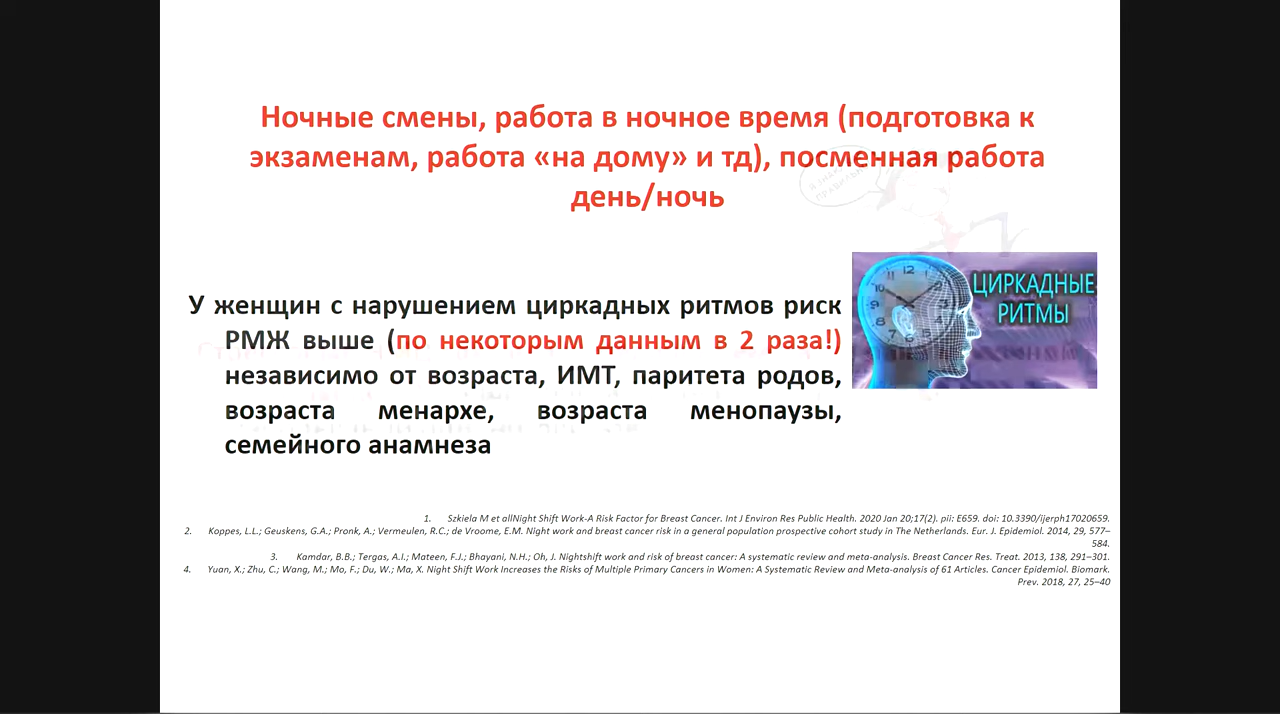 Ночные смены, работа в ночное время (подготовка к
экзаменам, работа «на дому» и тд), посменная работа
день/ночь
У женщин с нарушением циркадных ритмов риск
РМЖ выше (по некоторым данным в 2 раза!)
независимо от возраста, ИМТ, паритета родов,
возраста менархе, возраста менопаузы,
семейного анамнеза
12
10
9
8
7
6
ЦИРКАДНЫЕ
РИТМЫ
1. Szkiela M et allNight Shift Work-A Risk Factor for Breast Cancer. Int J Environ Res Public Health. 2020 Jan 20;17(2). pii: E659. doi: 10.3390/ijerph17020659.
2. Koppes, L.L.; Geuskens, G.A.; Pronk, A.; Vermeulen, R.C.; de Vroome, E.M. Night work and breast cancer risk in a general population prospective cohort study in The Netherlands. Eur. J. Epidemiol. 2014, 29, 577–
584.
3. Kamdar, B.B.; Tergas, A.I.; Mateen, F.J.; Bhayani, N.H.; Oh, J. Nightshift work and risk of breast cancer: A systematic review and meta-analysis. Breast Cancer Res. Treat. 2013, 138, 291–301.
4. Yuan, X.; Zhu, C.; Wang, M.; Mo, F.; Du, W.; Ma, X. Night Shift Work Increases the Risks of Multiple Primary Cancers in Women: A Systematic Review and Meta-analysis of 61 Articles. Cancer Epidemiol. Biomark.
Prev. 2018, 27, 25–40